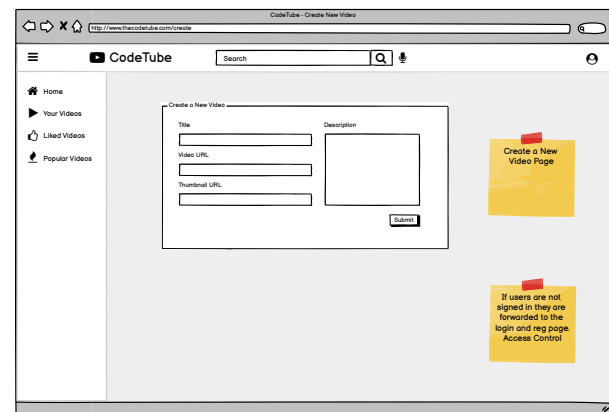 CodeTube - Create New Video
http://www.thecodetube.com/create
CodeTube
Search
Home
Your Videos
Liked Videos
Popular Videos
Create a New Video
Title
Description
Video URL
Thumbnail URL
Submit
Create a New
Video Page
If users are not
signed in they are
forwarded to the
login and reg page.
Access Control